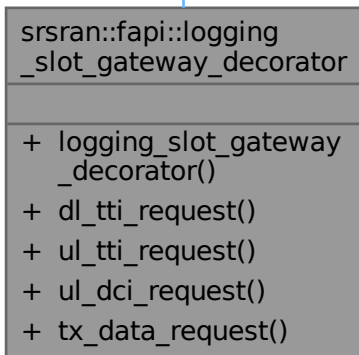 srsran::fapi::logging
_slot_gateway_decorator
+ logging_slot_gateway
_decorator()
+ dl_tti_request()
+ ul_tti_request()
+ ul_dci_request()
+ tx_data_request()